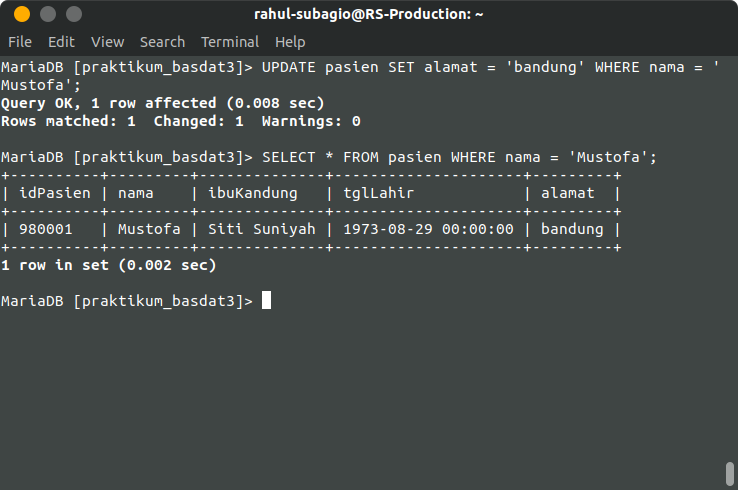 rahul-subagio@RS-Production: ~
File Edit View Search Terminal Help
MariaDB [praktikum_basdat3]> UPDATE pasien SET alamat = 'bandung' WHERE nama = '
Mustofa';
Query OK, 1 row affected (0.008 sec)
Rows matched: 1  Changed: 1  Warnings: 0
MariaDB [praktikum_basdat3]> SELECT * FROM pasien WHERE nama = 'Mustofa';
+----------+---------+--------------+---------------------+---------+
| idPasien | nama    | ibuKandung   | tglLahir            | alamat  |
+----------+---------+--------------+---------------------+---------+
| 980001   | Mustofa | Siti Suniyah | 1973-08-29 00:00:00 | bandung |
+----------+---------+--------------+---------------------+---------+
1 row in set (0.002 sec)
MariaDB [praktikum_basdat3]>